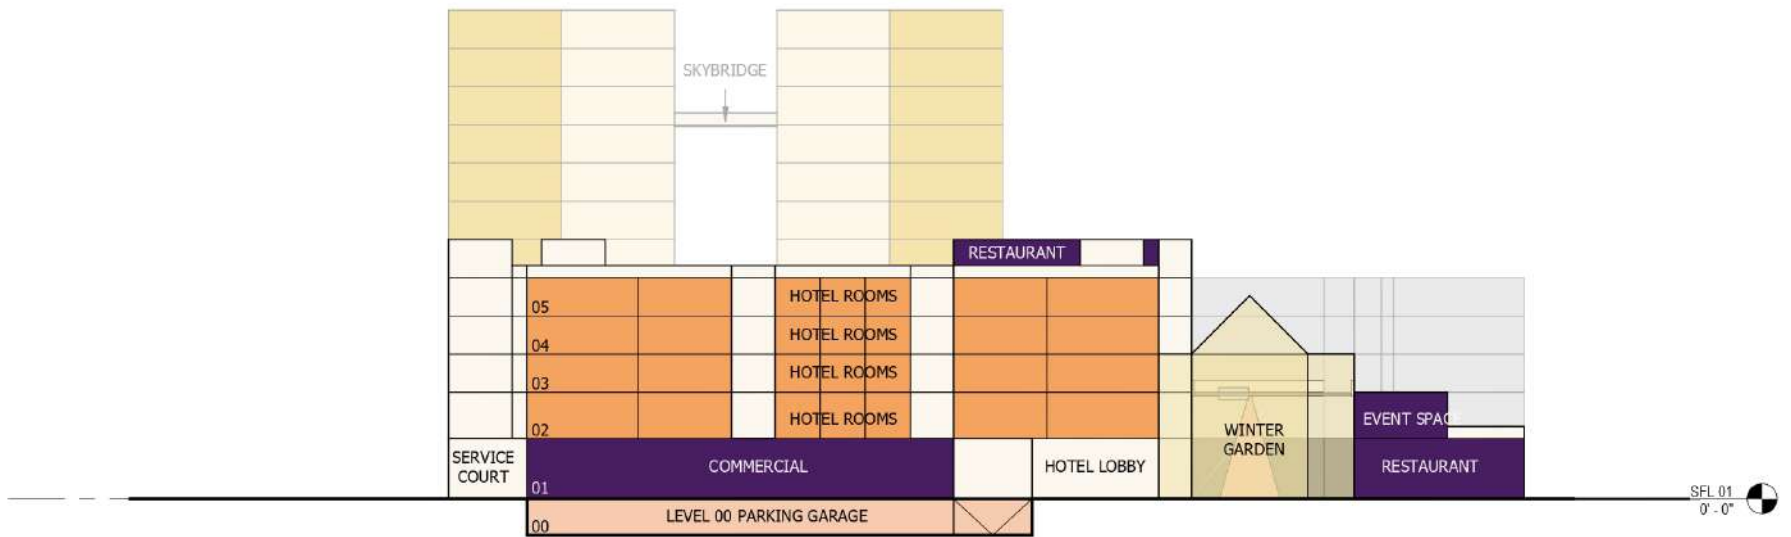 SKYBRIDGE
RESTAURANT
05
HOTEL ROOMS
04
HOTEL ROOMS
03
HOTEL ROOMS
02
HOTEL ROOMS
EVENT SPACE
WINTER
GARDEN
SERVICE
COURT
COMMERCIAL
HOTEL LOBBY
RESTAURANT
01
SFL 01
0' - 0"
LEVEL 00 PARKING GARAGE
00